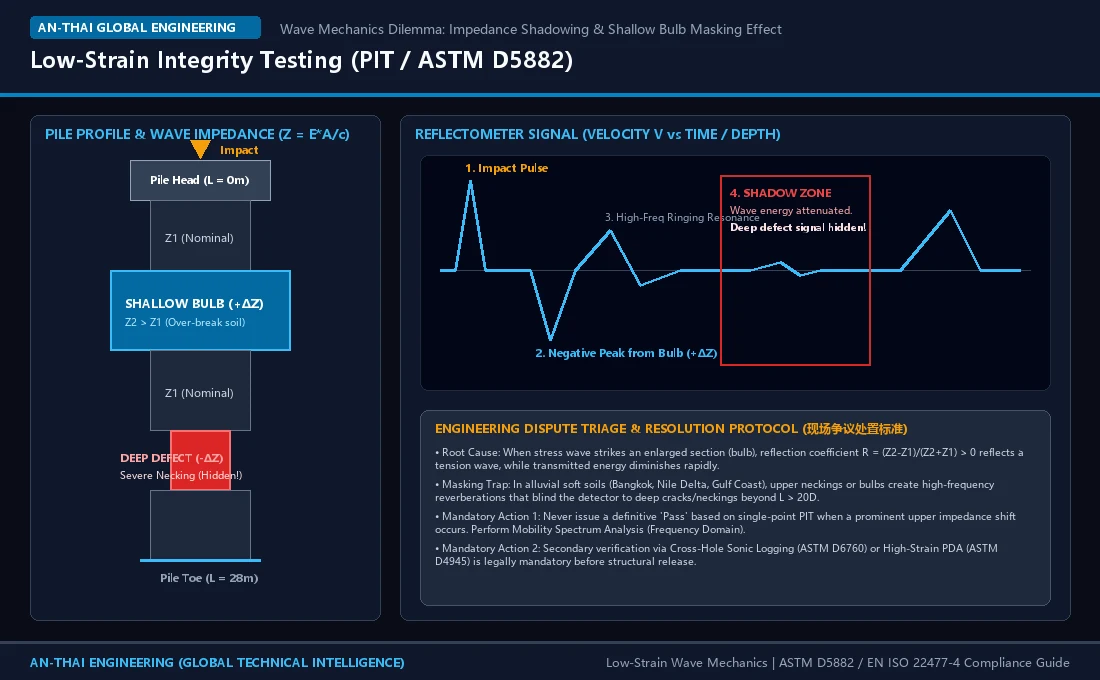 AN-THAI GLOBAL ENGINEERING
Wave Mechanics Dilemma: Impedance Shadowing & Shallow Bulb Masking Effect
Low-Strain Integrity Testing (PIT / ASTM D5882)
PILE PROFILE & WAVE IMPEDANCE (Z = E*A/c)
Impact
Pile Head (L = 0m)
Z1 (Nominal)
SHALLOW BULB (+ΔZ)
Z2 > Z1 (Over-break soil)
Z1 (Nominal)
DEEP DEFECT (-ΔZ)
Severe Necking (Hidden!)
Pile Toe (L = 28m)
REFLECTOMETER SIGNAL (VELOCITY V vs TIME / DEPTH)
1. Impact Pulse
3. High-Freq Ringing Resonance
4. SHADOW ZONE
Wave energy attenuated.
Deep defect signal hidden!
2. Negative Peak from Bulb (+ΔZ)
ENGINEERING DISPUTE TRIAGE & RESOLUTION PROTOCOL (现场争议处置标准)
• Root Cause: When stress wave strikes an enlarged section (bulb), reflection coefficient R = (Z2-Z1)/(Z2+Z1) > 0 reflects a
tension wave, while transmitted energy diminishes rapidly.
• Masking Trap: In alluvial soft soils (Bangkok, Nile Delta, Gulf Coast), upper neckings or bulbs create high-frequency
reverberations that blind the detector to deep cracks/neckings beyond L > 20D.
• Mandatory Action 1: Never issue a definitive `Pass` based on single-point PIT when a prominent upper impedance shift
occurs. Perform Mobility Spectrum Analysis (Frequency Domain).
• Mandatory Action 2: Secondary verification via Cross-Hole Sonic Logging (ASTM D6760) or High-Strain PDA (ASTM
D4945) is legally mandatory before structural release.
AN-THAI ENGINEERING (GLOBAL TECHNICAL INTELLIGENCE)
Low-Strain Wave Mechanics | ASTM D5882 / EN ISO 22477-4 Compliance Guide